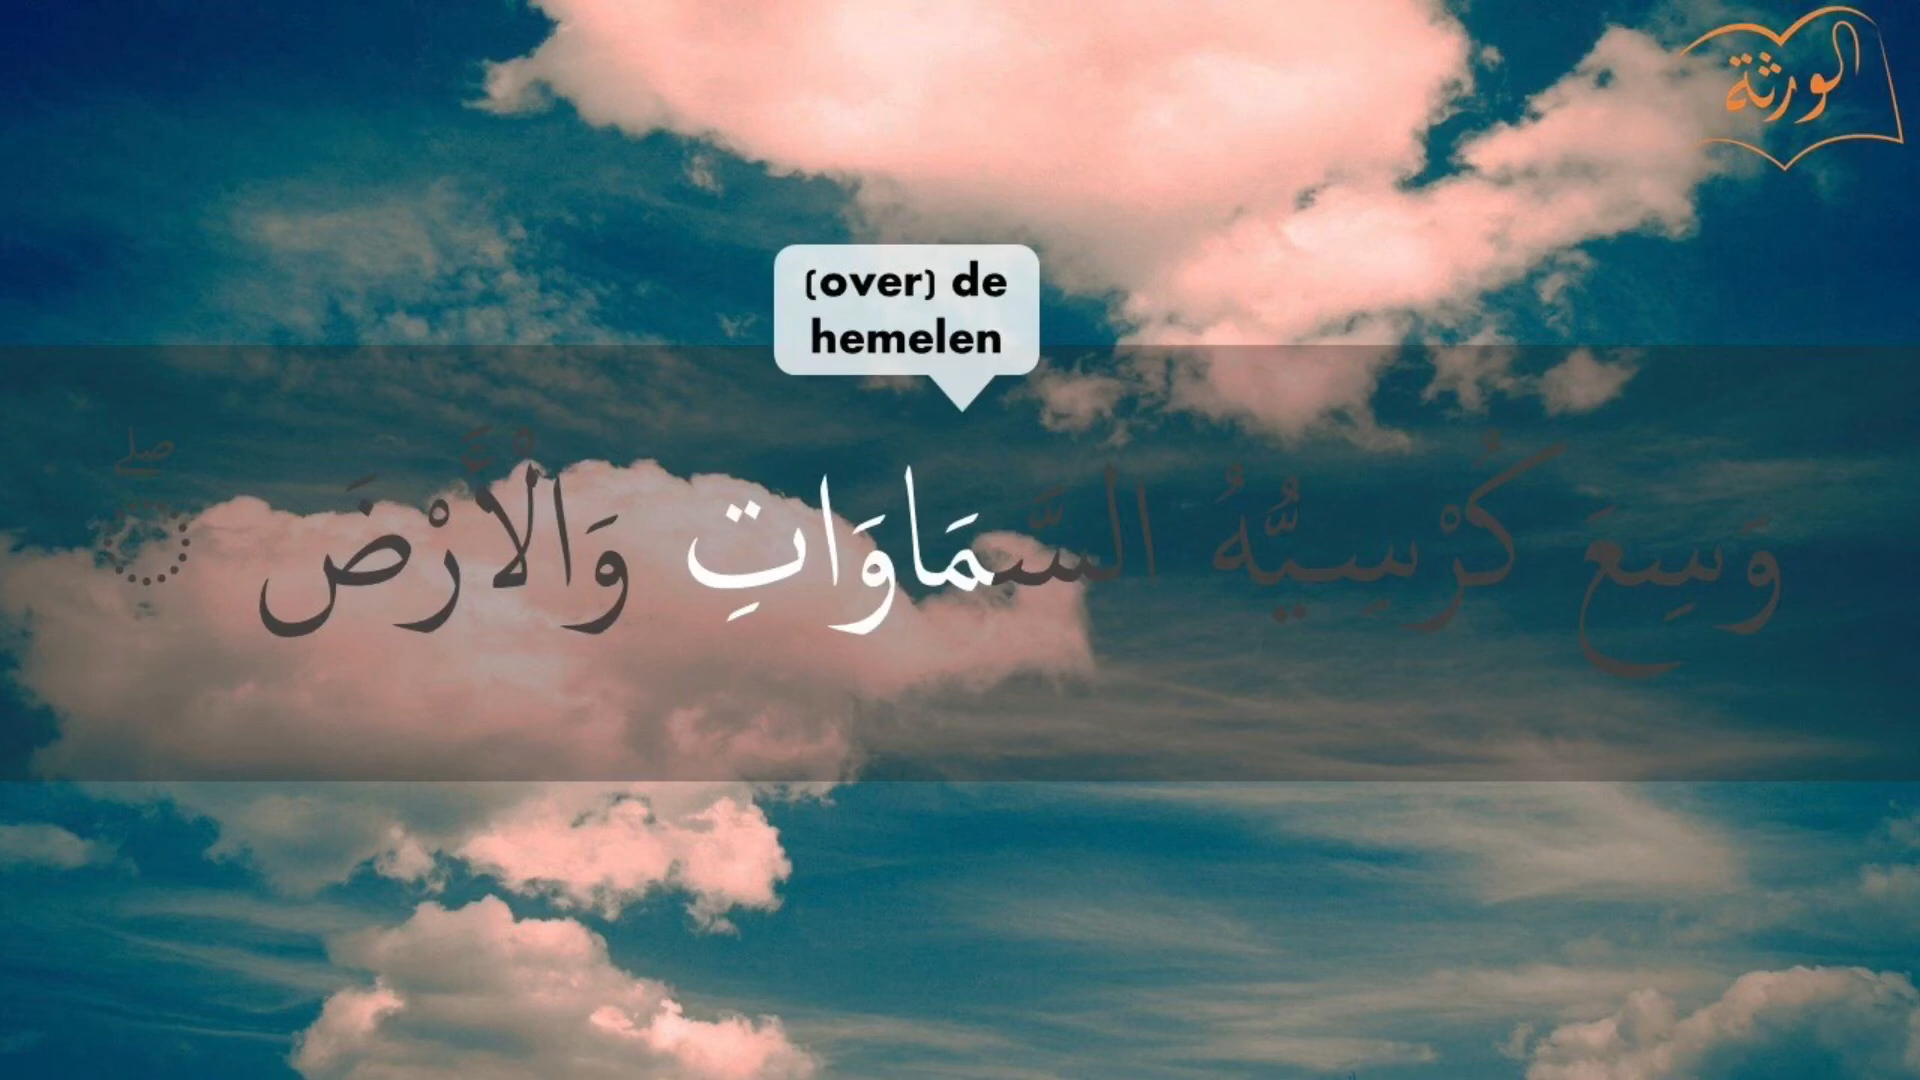 الورثة
(over) de
hemelen
وَسِعَ كُرْسِيُّهُ السَّمَاوَاتِ وَالْأَرْضَ ۖ